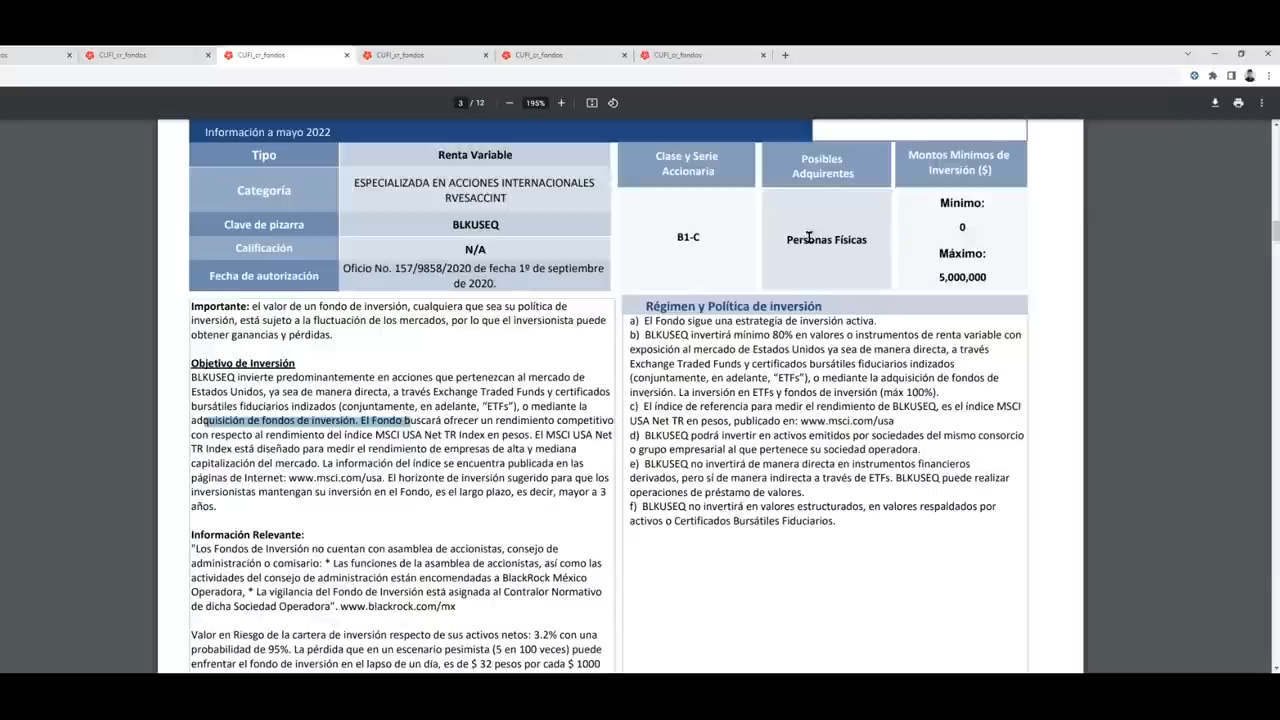 os
CUFI_cr_fondos
CUFI_cr_fondos
CUFI_cr_fondos
CUFI_cr_fondos
CUFI_cr_fondos
3 / 12
195%
Información a mayo 2022
Tipo
Renta Variable
Categoría
ESPECIALIZADA EN ACCIONES INTERNACIONALES
RVESACCINT
Clave de pizarra
BLKUSEQ
Calificación
N/A
Fecha de autorización
Oficio No. 157/9858/2020 de fecha 1º de septiembre
de 2020.
Clase y Serie
Accionaria
Posibles
Adquirentes
Montos Mínimos de
Inversión ($)
B1-C
Personas Físicas
Mínimo:
0
Máximo:
5,000,000
Importante: el valor de un fondo de inversión, cualquiera que sea su política de
inversión, está sujeto a la fluctuación de los mercados, por lo que el inversionista puede
obtener ganancias y pérdidas.
Objetivo de Inversión
BLKUSEQ invierte predominantemente en acciones que pertenezcan al mercado de
Estados Unidos, ya sea de manera directa, a través Exchange Traded Funds y certificados
bursátiles fiduciarios indizados (conjuntamente, en adelante, “ETFs”), o mediante la
adquisición de fondos de inversión. El Fondo buscará ofrecer un rendimiento competitivo
con respecto al rendimiento del índice MSCI USA Net TR Index en pesos. El MSCI USA Net
TR Index está diseñado para medir el rendimiento de empresas de alta y mediana
capitalización del mercado. La información del índice se encuentra publicada en las
páginas de Internet: www.msci.com/usa. El horizonte de inversión sugerido para que los
inversionistas mantengan su inversión en el Fondo, es el largo plazo, es decir, mayor a 3
años.
Información Relevante:
"Los Fondos de Inversión no cuentan con asamblea de accionistas, consejo de
administración o comisario: * Las funciones de la asamblea de accionistas, así como las
actividades del consejo de administración están encomendadas a BlackRock México
Operadora, * La vigilancia del Fondo de Inversión está asignada al Contralor Normativo
de dicha Sociedad Operadora". www.blackrock.com/mx
Valor en Riesgo de la cartera de inversión respecto de sus activos netos: 3.2% con una
probabilidad de 95%. La pérdida que en un escenario pesimista (5 en 100 veces) puede
enfrentar el fondo de inversión en el lapso de un día, es de $ 32 pesos por cada $ 1000
Régimen y Política de inversión
a) El Fondo sigue una estrategia de inversión activa.
b) BLKUSEQ invertirá mínimo 80% en valores o instrumentos de renta variable con
exposición al mercado de Estados Unidos ya sea de manera directa, a través
Exchange Traded Funds y certificados bursátiles fiduciarios indizados
(conjuntamente, en adelante, “ETFs”), o mediante la adquisición de fondos de
inversión. La inversión en ETFs y fondos de inversión (máx 100%).
c) El índice de referencia para medir el rendimiento de BLKUSEQ, es el índice MSCI
USA Net TR en pesos, publicado en: www.msci.com/usa
d) BLKUSEQ podrá invertir en activos emitidos por sociedades del mismo consorcio
o grupo empresarial al que pertenece su sociedad operadora.
e) BLKUSEQ no invertirá de manera directa en instrumentos financieros
derivados, pero sí de manera indirecta a través de ETFs. BLKUSEQ puede realizar
operaciones de préstamo de valores.
f) BLKUSEQ no invertirá en valores estructurados, en valores respaldados por
activos o Certificados Bursátiles Fiduciarios.